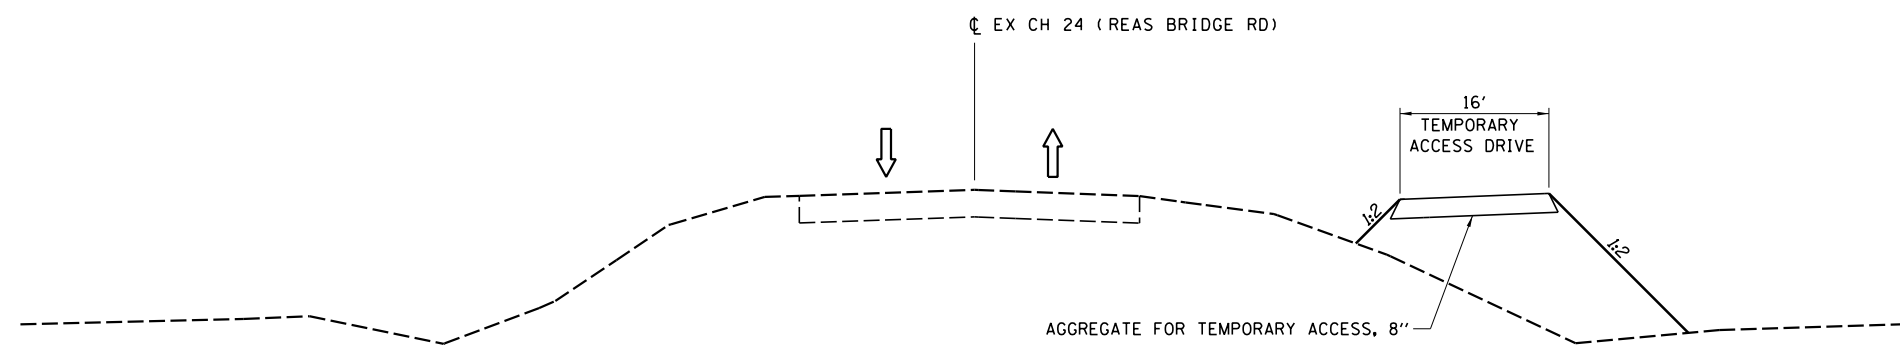 ℄ EX CH 24 (REAS BRIDGE RD)
16'
TEMPORARY
ACCESS DRIVE
1:2
1:2
AGGREGATE FOR TEMPORARY ACCESS, 8''